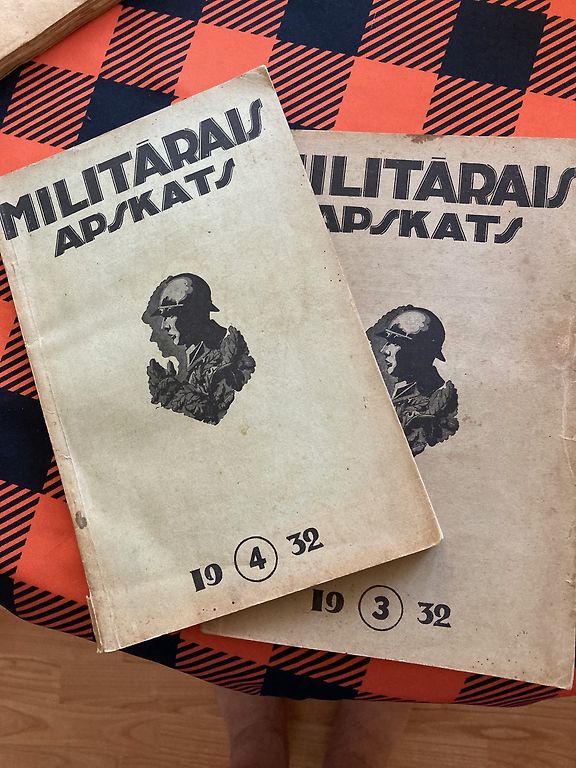 MILITĀRAIS
APSKATS
19 4 32
MILITĀRAIS
APSKATS
19 3 32